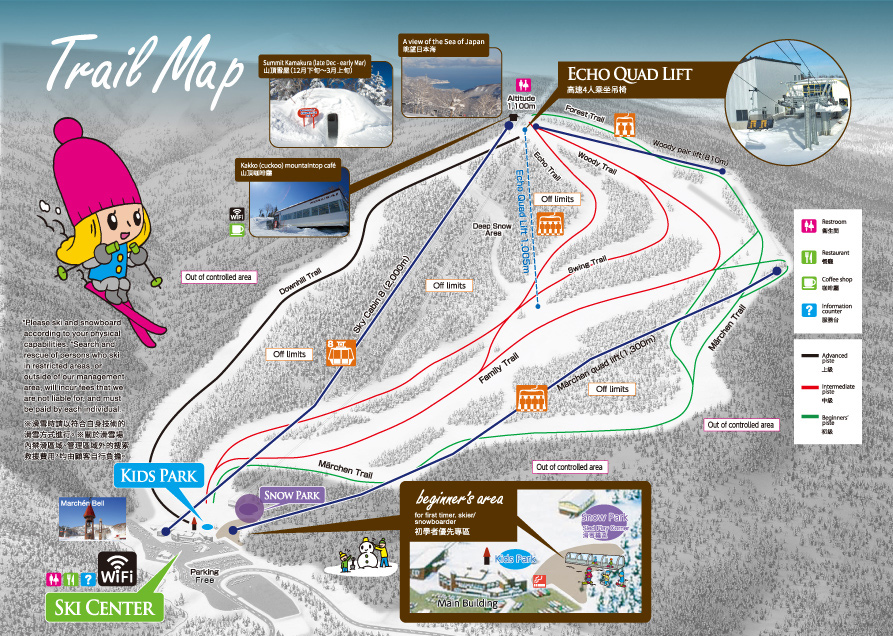 Trail Map
Summit Kamakura (late Dec - early Mar)
山頂雪屋(12月下旬～3月上旬)
A view of the Sea of Japan
眺望日本海
Kakko (cuckoo) mountaintop café
山頂咖啡廳
WiFi
Altitude
1,100m
ECHO QUAD LIFT
高速4人乘坐吊椅
Forest Trail
Woody pair lift (810m)
Woody Trail
Echo Trail
Echo Quad Lift 1,005m
Off limits
Deep Snow
Area
Swing Trail
Downhill Trail
Sky Cable 8 (2,000m)
8
Off limits
Off limits
Out of controlled area
Family Trail
Märchen quad lift (1,300m)
Off limits
Märchen Trail
Märchen Trail
Out of controlled area
Out of controlled area
Restroom
衛生間
Restaurant
餐廳
Coffee shop
咖啡廳
Information
counter
服務台
Advanced
piste
上級
Intermediate
piste
中級
Beginners'
piste
初級
*Please ski and snowboard
according to your physical
capabilities. *Search and
rescue of persons who ski
in restricted areas, or
outside of our management
area, will incur fees that we
are not liable for, and must
be paid by each individual.
※滑雪時請以符合自身技術的
滑雪方式進行。※關於滑雪場
內禁滑區域、管理區域外的搜索
救援費用，均由顧客自行負擔。
KIDS PARK
SNOW PARK
Märchen Bell
WiFi
SKI CENTER
Parking
Free
beginner's area
for first timer, skier/
snowboarder
初學者優先專區
Snow Park
Kids Park
Main Building